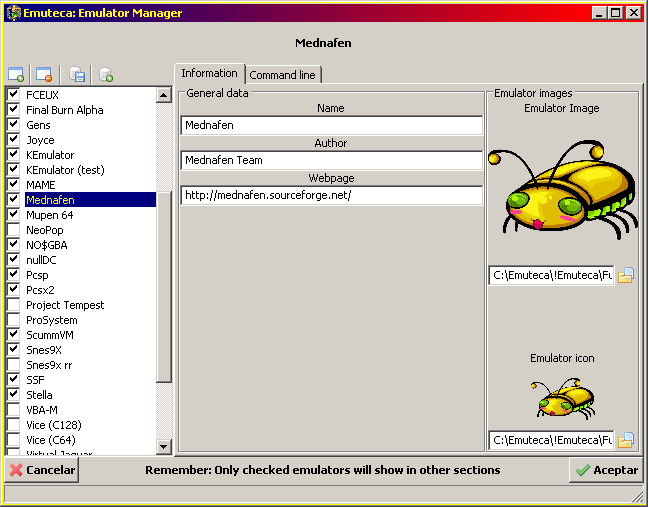 Emuteca: Emulator Manager
Mednafen
FCEUX
Final Burn Alpha
Gens
Joyce
KEmulator
KEmulator (test)
MAME
Mednafen
Mupen 64
NeoPop
NO$GBA
nullDC
Pcsp
Pcsx2
Project Tempest
ProSystem
ScummVM
Snes9X
Snes9x rr
SSF
Stella
VBA-M
Vice (C128)
Vice (C64)
Virtual Jaguar
Information
Command line
General data
Name
Mednafen
Author
Mednafen Team
Webpage
http://mednafen.sourceforge.net/
Emulator images
Emulator Image
C:\Emuteca\!Emuteca\Fu
Emulator icon
C:\Emuteca\!Emuteca\Fu
Cancelar
Remember: Only checked emulators will show in other sections
Aceptar